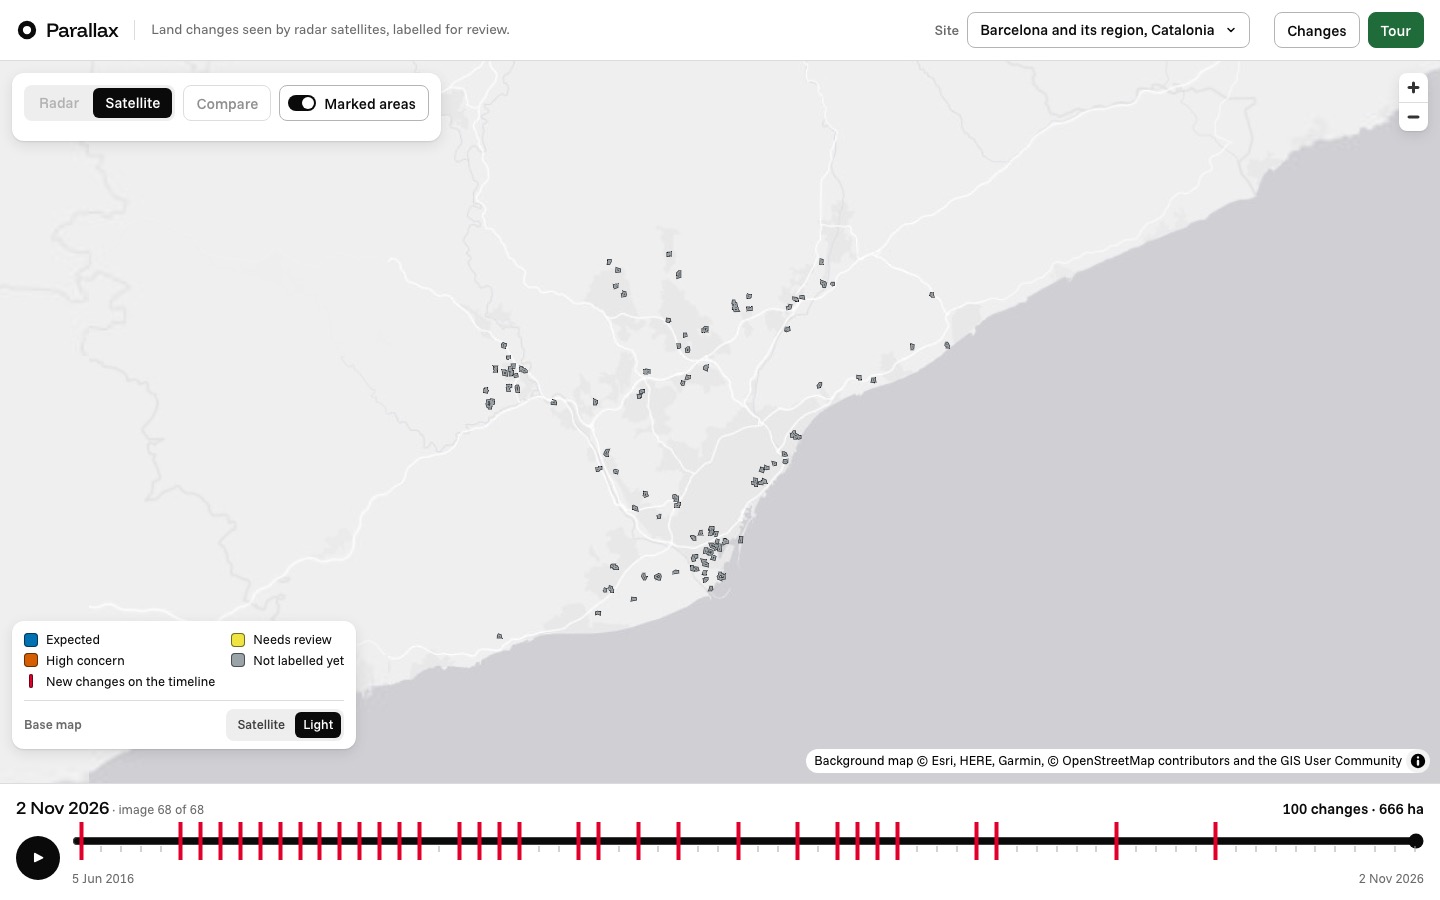 Parallax
Land changes seen by radar satellites, labelled for review.
Site
Barcelona and its region, Catalonia
Changes
Tour
Radar
Satellite
Compare
Marked areas
+
−
Expected
Needs review
High concern
Not labelled yet
New changes on the timeline
Base map
Satellite
Light
Background map © Esri, HERE, Garmin, © OpenStreetMap contributors and the GIS User Community
2 Nov 2026 · image 68 of 68
100 changes · 666 ha
5 Jun 2016
2 Nov 2026